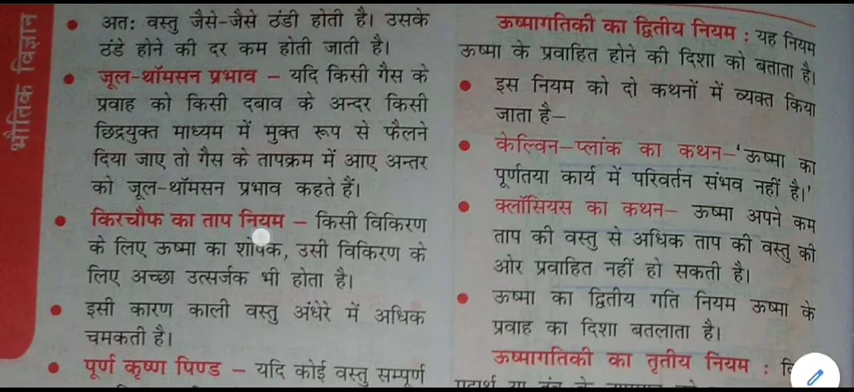 भौतिक विज्ञान
अतः वस्तु जैसे-जैसे ठंडी होती है। उसके
ठंडे होने की दर कम होती जाती है।
जूल-थॉमसन प्रभाव – यदि किसी गैस के
प्रवाह को किसी दबाव के अन्दर किसी
छिद्रयुक्त माध्यम में मुक्त रूप से फैलने
दिया जाए तो गैस के तापक्रम में आए अन्तर
को जूल-थॉमसन प्रभाव कहते हैं।
किरचौफ का ताप नियम – किसी विकिरण
के लिए ऊष्मा का शोषक, उसी विकिरण के
लिए अच्छा उत्सर्जक भी होता है।
इसी कारण काली वस्तु अंधेरे में अधिक
चमकती है।
पूर्ण कृष्ण पिण्ड – यदि कोई वस्तु सम्पूर्ण
ऊष्मागतिकी का द्वितीय नियम : यह नियम
ऊष्मा के प्रवाहित होने की दिशा को बताता है।
इस नियम को दो कथनों में व्यक्त किया
जाता है–
केल्विन-प्लांक का कथन–'ऊष्मा का
पूर्णतया कार्य में परिवर्तन संभव नहीं है।'
क्लॉसियस का कथन– ऊष्मा अपने कम
ताप की वस्तु से अधिक ताप की वस्तु की
ओर प्रवाहित नहीं हो सकती है।
ऊष्मा का द्वितीय गति नियम ऊष्मा के
प्रवाह का दिशा बतलाता है।
ऊष्मागतिकी का तृतीय नियम :